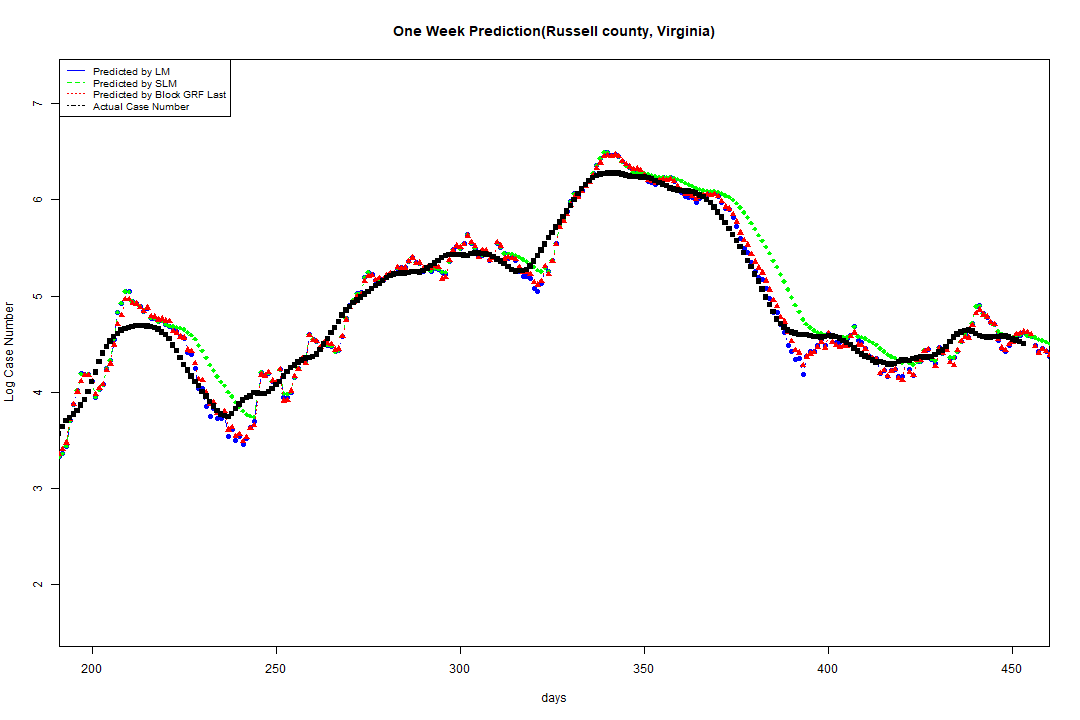 One Week Prediction(Russell county, Virginia)
Predicted by LM
Predicted by SLM
Predicted by Block GRF Last
Actual Case Number
7
6
5
4
3
2
Log Case Number
200 250 300 350 400 450
days